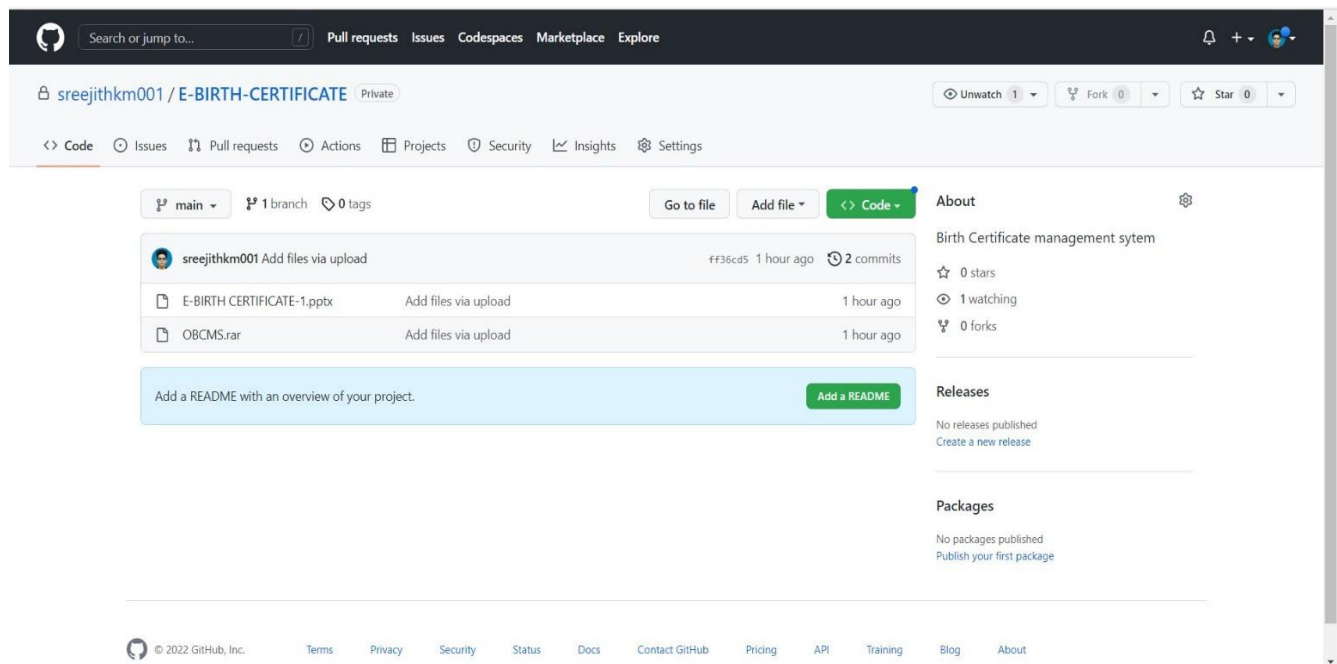 Search or jump to... / Pull requests Issues Codespaces Marketplace Explore
sreejithkm001 / E-BIRTH-CERTIFICATE Private Unwatch 1 Fork 0 Star 0
<> Code Issues Pull requests Actions Projects Security Insights Settings
main 1 branch 0 tags Go to file Add file <> Code
sreejithkm001 Add files via upload ff36cd5 1 hour ago 2 commits
E-BIRTH CERTIFICATE-1.pptx Add files via upload 1 hour ago
OBCMS.rar Add files via upload 1 hour ago
Add a README with an overview of your project. Add a README
About
Birth Certificate management sytem
0 stars
1 watching
0 forks
Releases
No releases published
Create a new release
Packages
No packages published
Publish your first package
© 2022 GitHub, Inc. Terms Privacy Security Status Docs Contact GitHub Pricing API Training Blog About